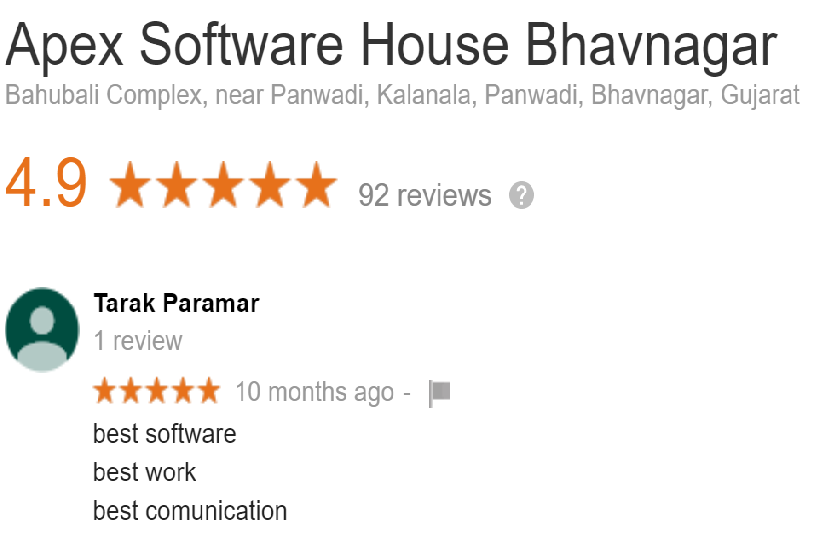 Apex Software House Bhavnagar
Bahubali Complex, near Panwadi, Kalanala, Panwadi, Bhavnagar, Gujarat
4.9 92 reviews ?
Tarak Paramar
1 review
10 months ago -
best software
best work
best comunication